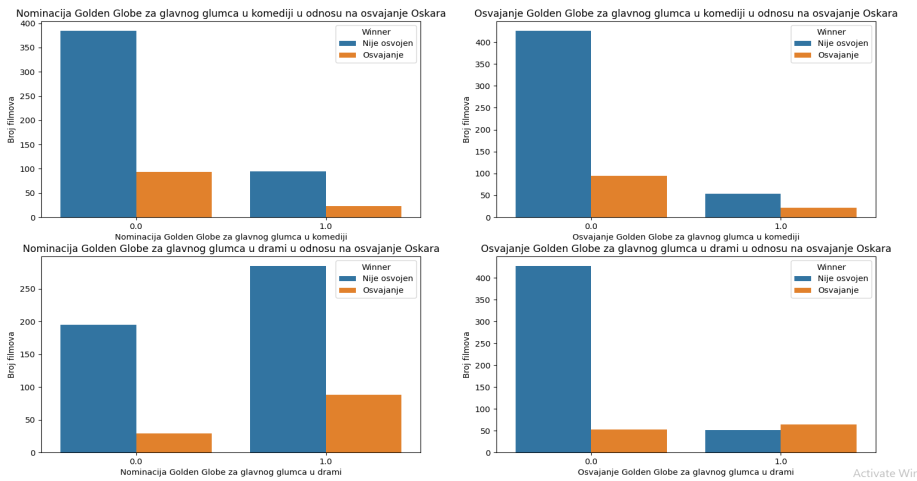 Nominacija Golden Globe za glavnog glumca u komediji u odnosu na osvajanje Oskara
400
350
300
250
200
150
100
50
0
Broj filmova
Winner
Nije osvojen
Osvajanje
0.0
1.0
Nominacija Golden Globe za glavnog glumca u komediji
Osvajanje Golden Globe za glavnog glumca u komediji u odnosu na osvajanje Oskara
400
350
300
250
200
150
100
50
0
Broj filmova
Winner
Nije osvojen
Osvajanje
0.0
1.0
Osvajanje Golden Globe za glavnog glumca u komediji
Nominacija Golden Globe za glavnog glumca u drami u odnosu na osvajanje Oskara
250
200
150
100
50
0
Broj filmova
Winner
Nije osvojen
Osvajanje
0.0
1.0
Nominacija Golden Globe za glavnog glumca u drami
Osvajanje Golden Globe za glavnog glumca u drami u odnosu na osvajanje Oskara
400
350
300
250
200
150
100
50
0
Broj filmova
Winner
Nije osvojen
Osvajanje
0.0
1.0
Osvajanje Golden Globe za glavnog glumca u drami
Activate Wir